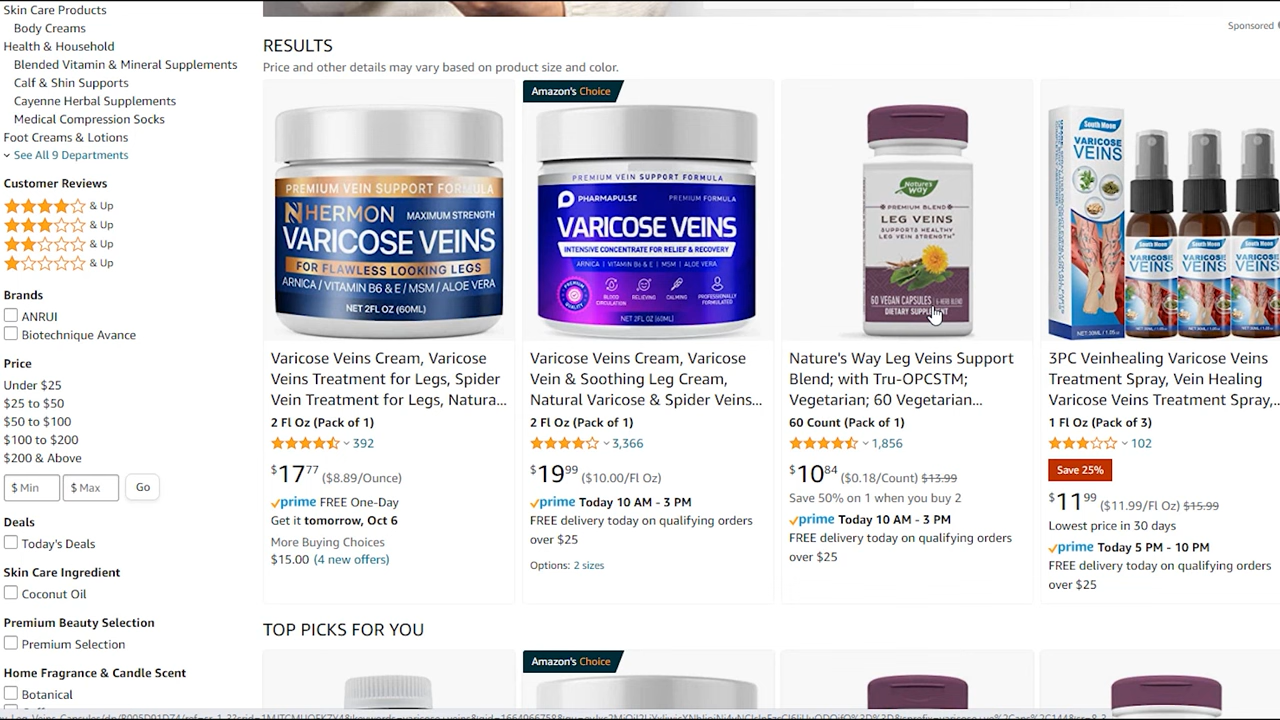 Skin Care Products
Body Creams
Health & Household
Blended Vitamin & Mineral Supplements
Calf & Shin Supports
Cayenne Herbal Supplements
Medical Compression Socks
Foot Creams & Lotions
See All 9 Departments
Customer Reviews
& Up
& Up
& Up
& Up
Brands
ANRUI
Biotechnique Avance
Price
Under $25
$25 to $50
$50 to $100
$100 to $200
$200 & Above
$ Min $ Max Go
Deals
Today's Deals
Skin Care Ingredient
Coconut Oil
Premium Beauty Selection
Premium Selection
Home Fragrance & Candle Scent
Botanical
Sponsored
RESULTS
Price and other details may vary based on product size and color.
PREMIUM VEIN SUPPORT FORMULA
HERMON MAXIMUM STRENGTH
VARICOSE VEINS
FOR FLAWLESS LOOKING LEGS
ARNICA / VITAMIN B6 & E / MSM / ALOE VERA
NET 2FL OZ (60ML)
Varicose Veins Cream, Varicose
Veins Treatment for Legs, Spider
Vein Treatment for Legs, Natura...
2 Fl Oz (Pack of 1)
392
$17.77 ($8.89/Ounce)
prime FREE One-Day
Get it tomorrow, Oct 6
More Buying Choices
$15.00 (4 new offers)
Amazon's Choice
PREMIUM VEIN SUPPORT FORMULA
PHARMAPULSE PREMIUM FORMULA
VARICOSE VEINS
INTENSIVE CONCENTRATE FOR RELIEF & RECOVERY
ARNICA | VITAMIN B6 & E | MSM | ALOE VERA
PREMIUM QUALITY
BLOOD CIRCULATION
RELIEVING
CALMING
PROFESSIONALLY FORMULATED
NET 2FL OZ (60ML)
Varicose Veins Cream, Varicose
Vein & Soothing Leg Cream,
Natural Varicose & Spider Veins...
2 Fl Oz (Pack of 1)
3,366
$19.99 ($10.00/Fl Oz)
prime Today 10 AM - 3 PM
FREE delivery today on qualifying orders
over $25
Options: 2 sizes
Nature's Way
PREMIUM BLEND
LEG VEINS
SUPPORTS HEALTHY
LEG VEIN STRENGTH*
60 VEGAN CAPSULES
DIETARY
Nature's Way Leg Veins Support
Blend; with Tru-OPCSTM;
Vegetarian; 60 Vegetarian...
60 Count (Pack of 1)
1,856
$10.84 ($0.18/Count) $13.99
Save 50% on 1 when you buy 2
prime Today 10 AM - 3 PM
FREE delivery today on qualifying orders
over $25
South Moon
VARICOSE
VEINS
South Moon
VARICOSE
VEINS
South Moon
VARICOSE
VEINS
South Moon
VARICOSE
VEINS
3PC Veinhealing Varicose Veins
Treatment Spray, Vein Healing
Varicose Veins Treatment Spray,...
1 Fl Oz (Pack of 3)
102
Save 25%
$11.99 ($11.99/Fl Oz) $15.99
Lowest price in 30 days
prime Today 5 PM - 10 PM
FREE delivery today on qualifying orders
over $25
TOP PICKS FOR YOU
Amazon's Choice